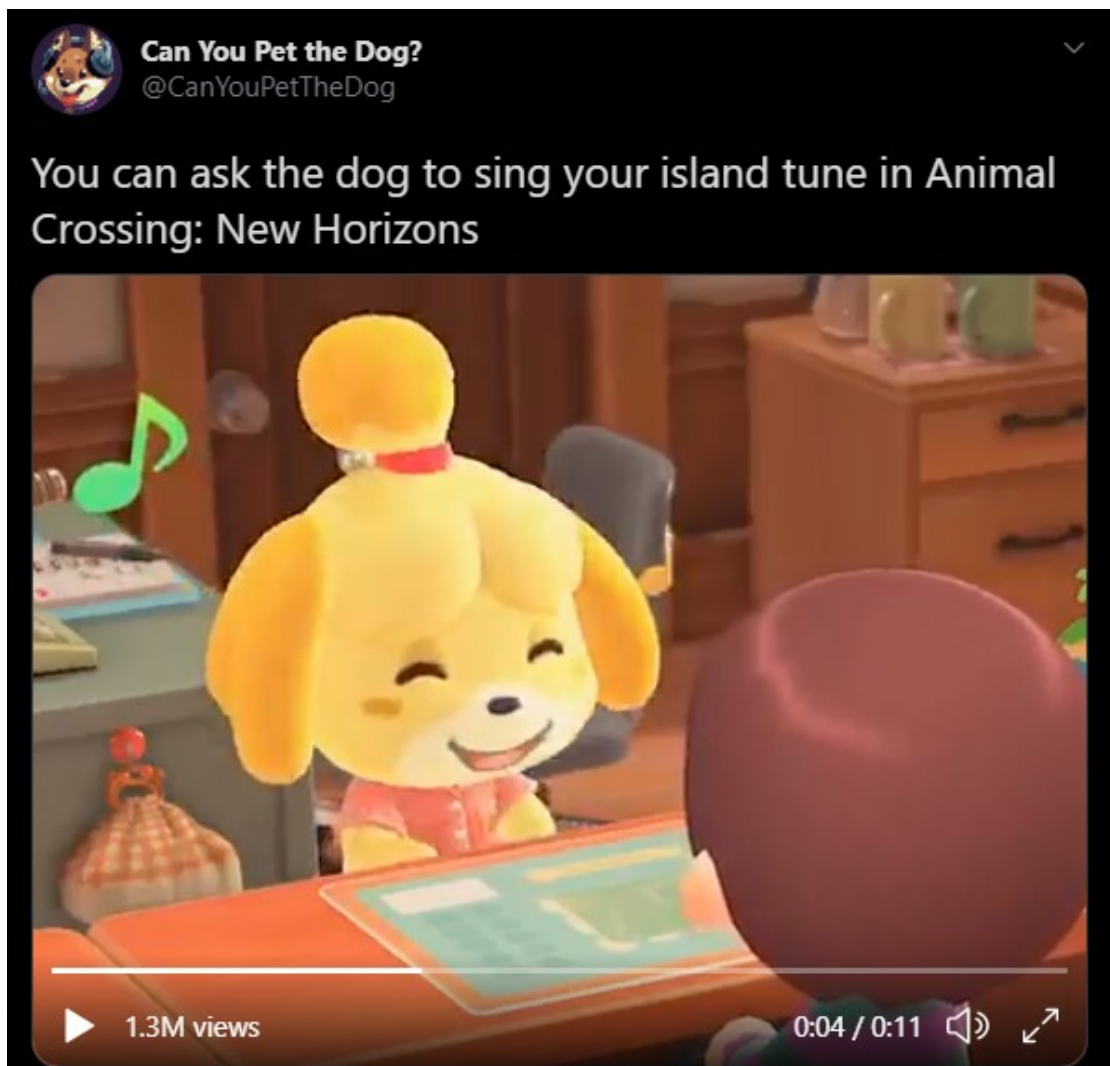 Can You Pet the Dog?
@CanYouPetTheDog
You can ask the dog to sing your island tune in Animal
Crossing: New Horizons
1.3M views
0:04 / 0:11